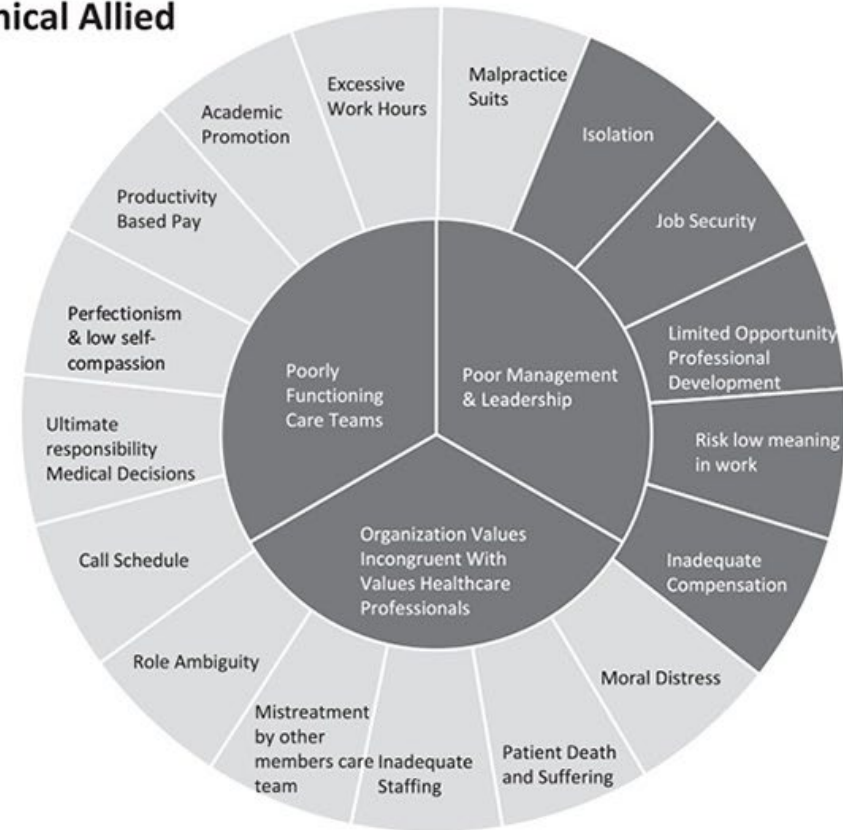 nical Allied
Excessive
Work Hours
Malpractice
Suits
Isolation
Job Security
Limited Opportunity
Professional
Development
Risk low meaning
in work
Inadequate
Compensation
Moral Distress
Patient Death
and Suffering
Inadequate
Staffing
Mistreatment
by other
members care
team
Role Ambiguity
Call Schedule
Ultimate
responsibility
Medical Decisions
Perfectionism
& low self-
compassion
Productivity
Based Pay
Academic
Promotion
Poorly
Functioning
Care Teams
Poor Management
& Leadership
Organization Values
Incongruent With
Values Healthcare
Professionals